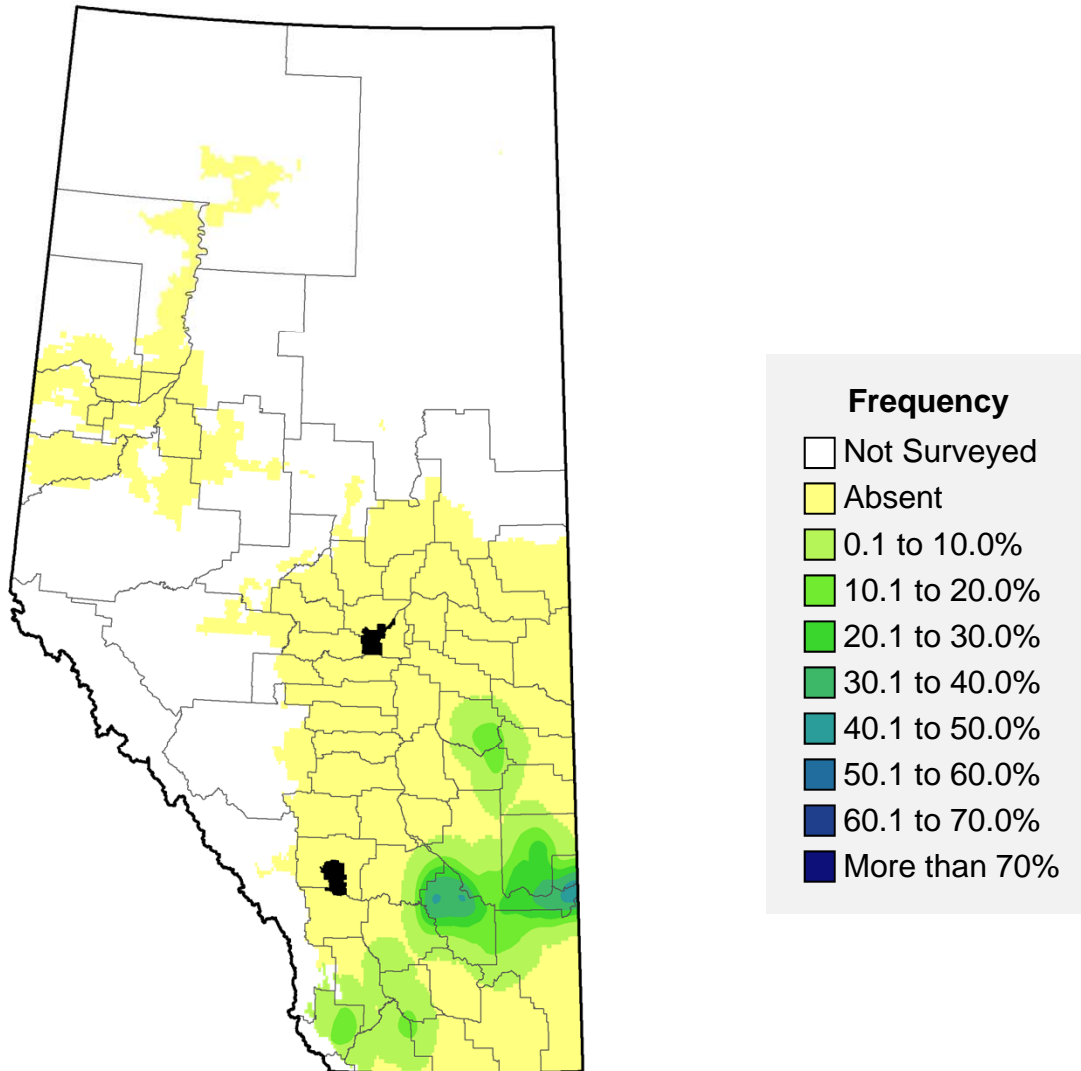 Frequency
Not Surveyed
Absent
0.1 to 10.0%
10.1 to 20.0%
20.1 to 30.0%
30.1 to 40.0%
40.1 to 50.0%
50.1 to 60.0%
60.1 to 70.0%
More than 70%